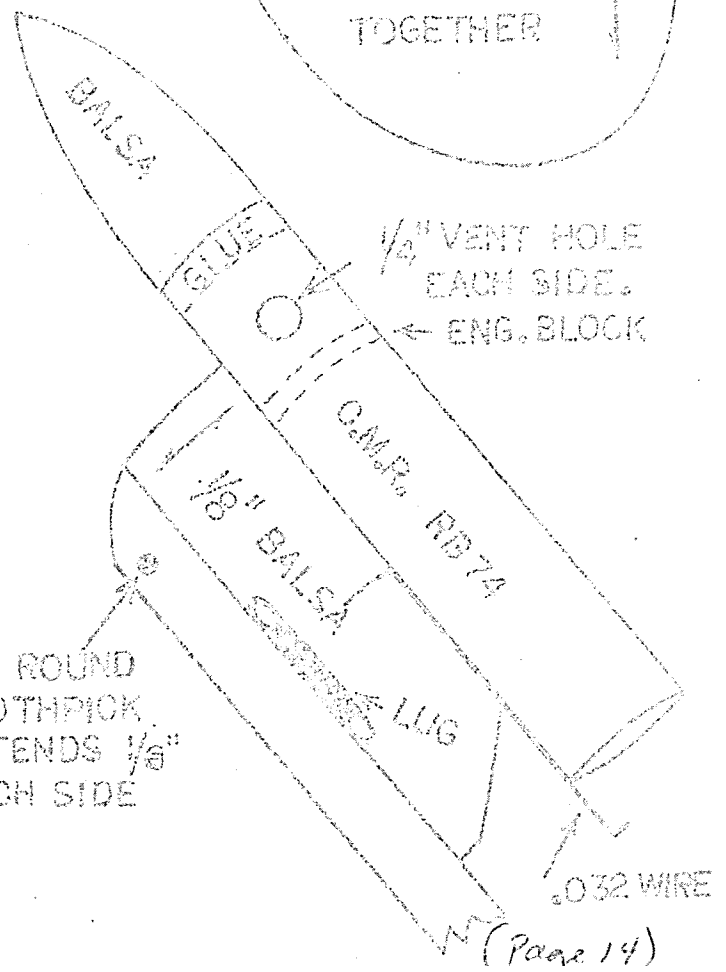 TOGETHER
BALSA
GLUE
1/4" VENT HOLE
EACH SIDE.
← ENG. BLOCK
C.M.R. RB 74
1/8" BALSA
ROUND
OTHPICK
TENDS 1/8"
CH SIDE
← LUG
.032 WIRE
(Page 14)